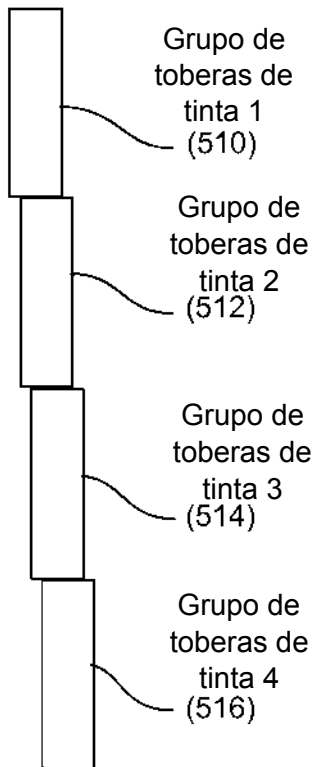 Grupo de
toberas de
tinta 1
(510)
Grupo de
toberas de
tinta 2
(512)
Grupo de
toberas de
tinta 3
(514)
Grupo de
toberas de
tinta 4
(516)